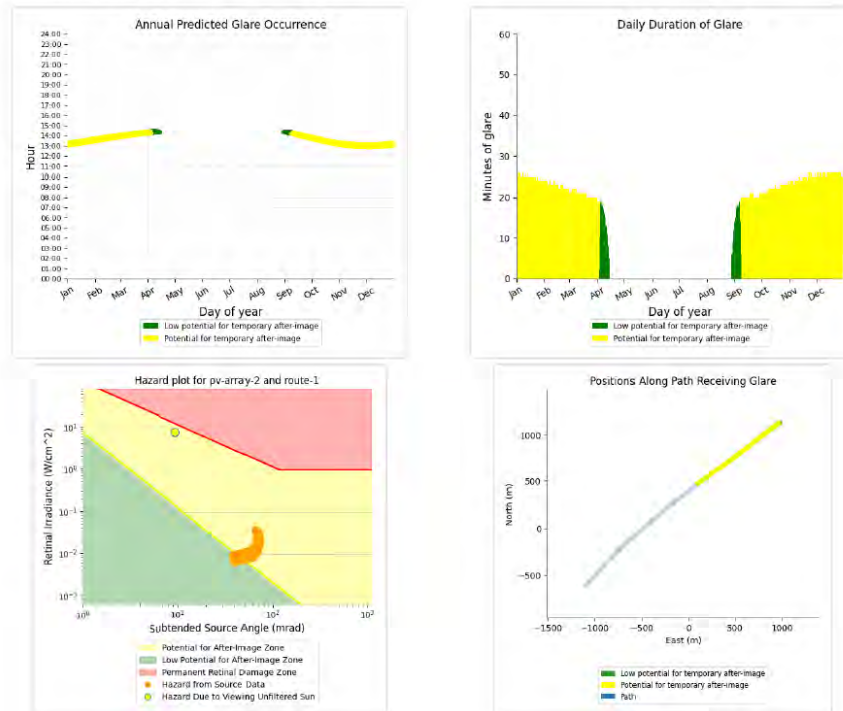 Annual Predicted Glare Occurrence
24:00
23:00
22:00
21:00
20:00
19:00
18:00
17:00
16:00
15:00
14:00
13:00
12:00
11:00
10:00
09:00
08:00
07:00
06:00
05:00
04:00
03:00
02:00
01:00
00:00
Hour
Jan Feb Mar Apr May Jun Jul Aug Sep Oct Nov Dec
Day of year
Low potential for temporary after-image
Potential for temporary after-image
Daily Duration of Glare
60
50
40
30
20
10
0
Minutes of glare
Jan Feb Mar Apr May Jun Jul Aug Sep Oct Nov Dec
Day of year
Low potential for temporary after-image
Potential for temporary after-image
Hazard plot for pv-array-2 and route-1
Retinal Irradiance (W/cm^2)
10¹
10⁰
10⁻¹
10⁻²
Subtended Source Angle (mrad)
Potential for After-Image Zone
Low Potential for After-Image Zone
Permanent Retinal Damage Zone
Hazard from Source Data
Hazard Due to Viewing Unfiltered Sun
Positions Along Path Receiving Glare
1000
500
0
−500
North (m)
−1500 −1000 −500 0 500 1000
East (m)
Low potential for temporary after-image
Potential for temporary after-image
Path